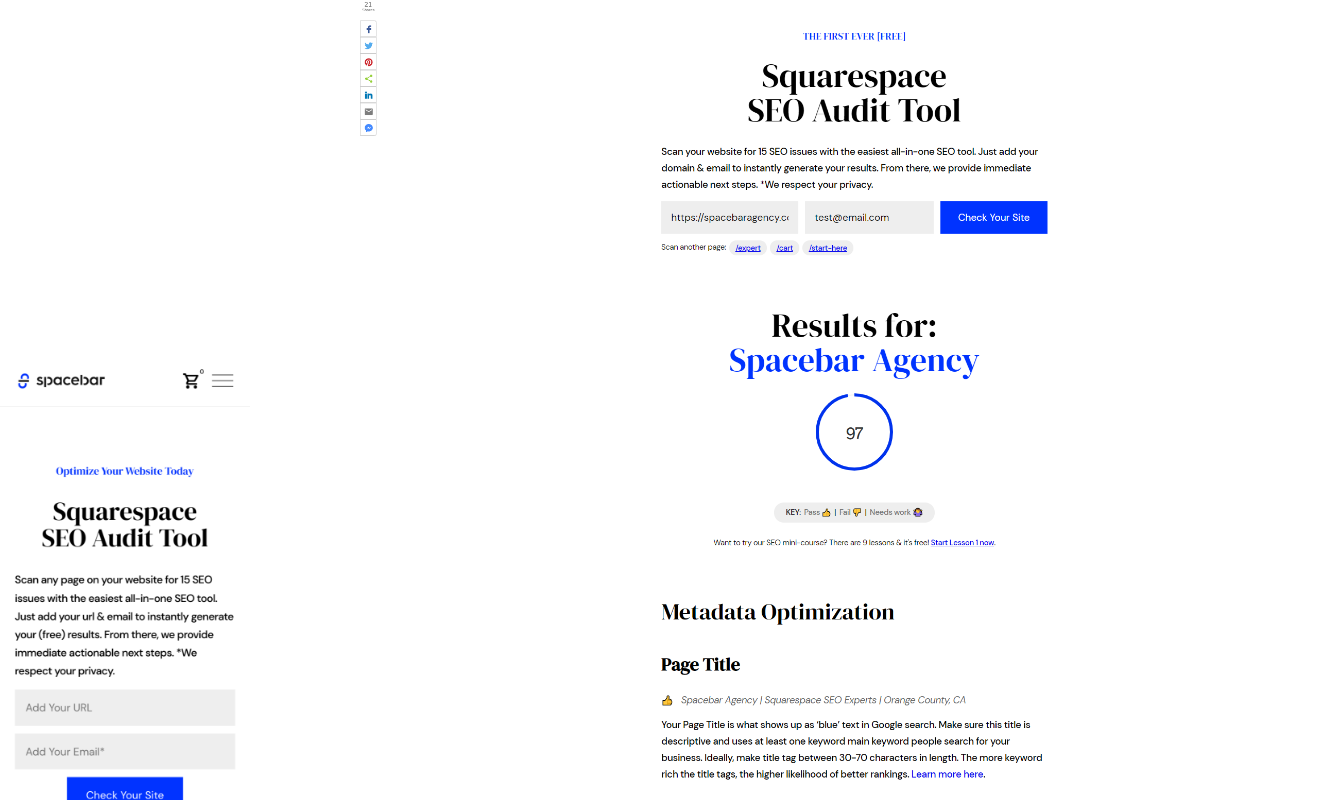 21
THE FIRST EVER [FREE]
Squarespace
SEO Audit Tool
Scan your website for 15 SEO issues with the easiest all-in-one SEO tool. Just add your
domain & email to instantly generate your results. From there, we provide immediate
actionable next steps. *We respect your privacy.
https://spacebaragency.c
test@email.com
Check Your Site
Scan another page: /expert /cart /start-here
Results for:
Spacebar Agency
97
KEY: Pass 👍 | Fail 👎 | Needs work 🤷‍♀️
Want to try our SEO mini-course? There are 9 lessons & it's free! Start Lesson 1 now.
Metadata Optimization
Page Title
👍 Spacebar Agency | Squarespace SEO Experts | Orange County, CA
Your Page Title is what shows up as 'blue' text in Google search. Make sure this title is
descriptive and uses at least one keyword main keyword people search for your
business. Ideally, make title tag between 30-70 characters in length. The more keyword
rich the title tags, the higher likelihood of better rankings. Learn more here.
spacebar
0
Optimize Your Website Today
Squarespace
SEO Audit Tool
Scan any page on your website for 15 SEO
issues with the easiest all-in-one SEO tool.
Just add your url & email to instantly generate
your (free) results. From there, we provide
immediate actionable next steps. *We
respect your privacy.
Add Your URL
Add Your Email*
Check Your Site